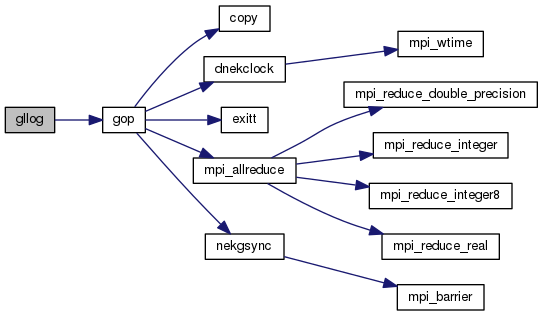 copy
mpi_wtime
dnekclock
mpi_reduce_double_precision
gllog
gop
exitt
mpi_reduce_integer
mpi_allreduce
mpi_reduce_integer8
nekgsync
mpi_reduce_real
mpi_barrier